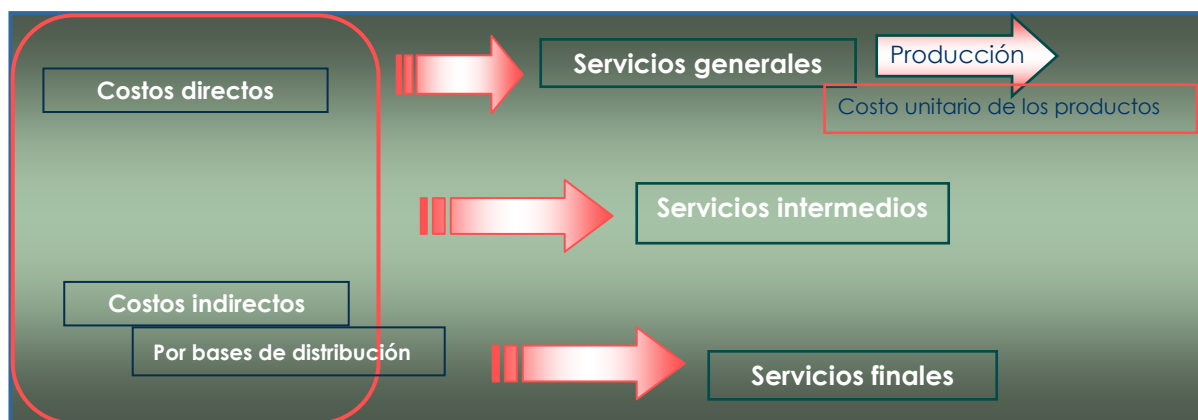 Costos directos
Servicios generales
Producción
Costo unitario de los productos
Servicios intermedios
Costos indirectos
Por bases de distribución
Servicios finales